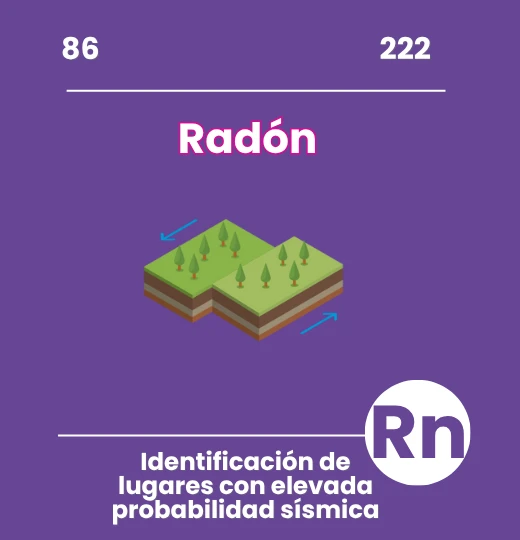 86 222
Radón
Rn
Identificación de
lugares con elevada
probabilidad sísmica